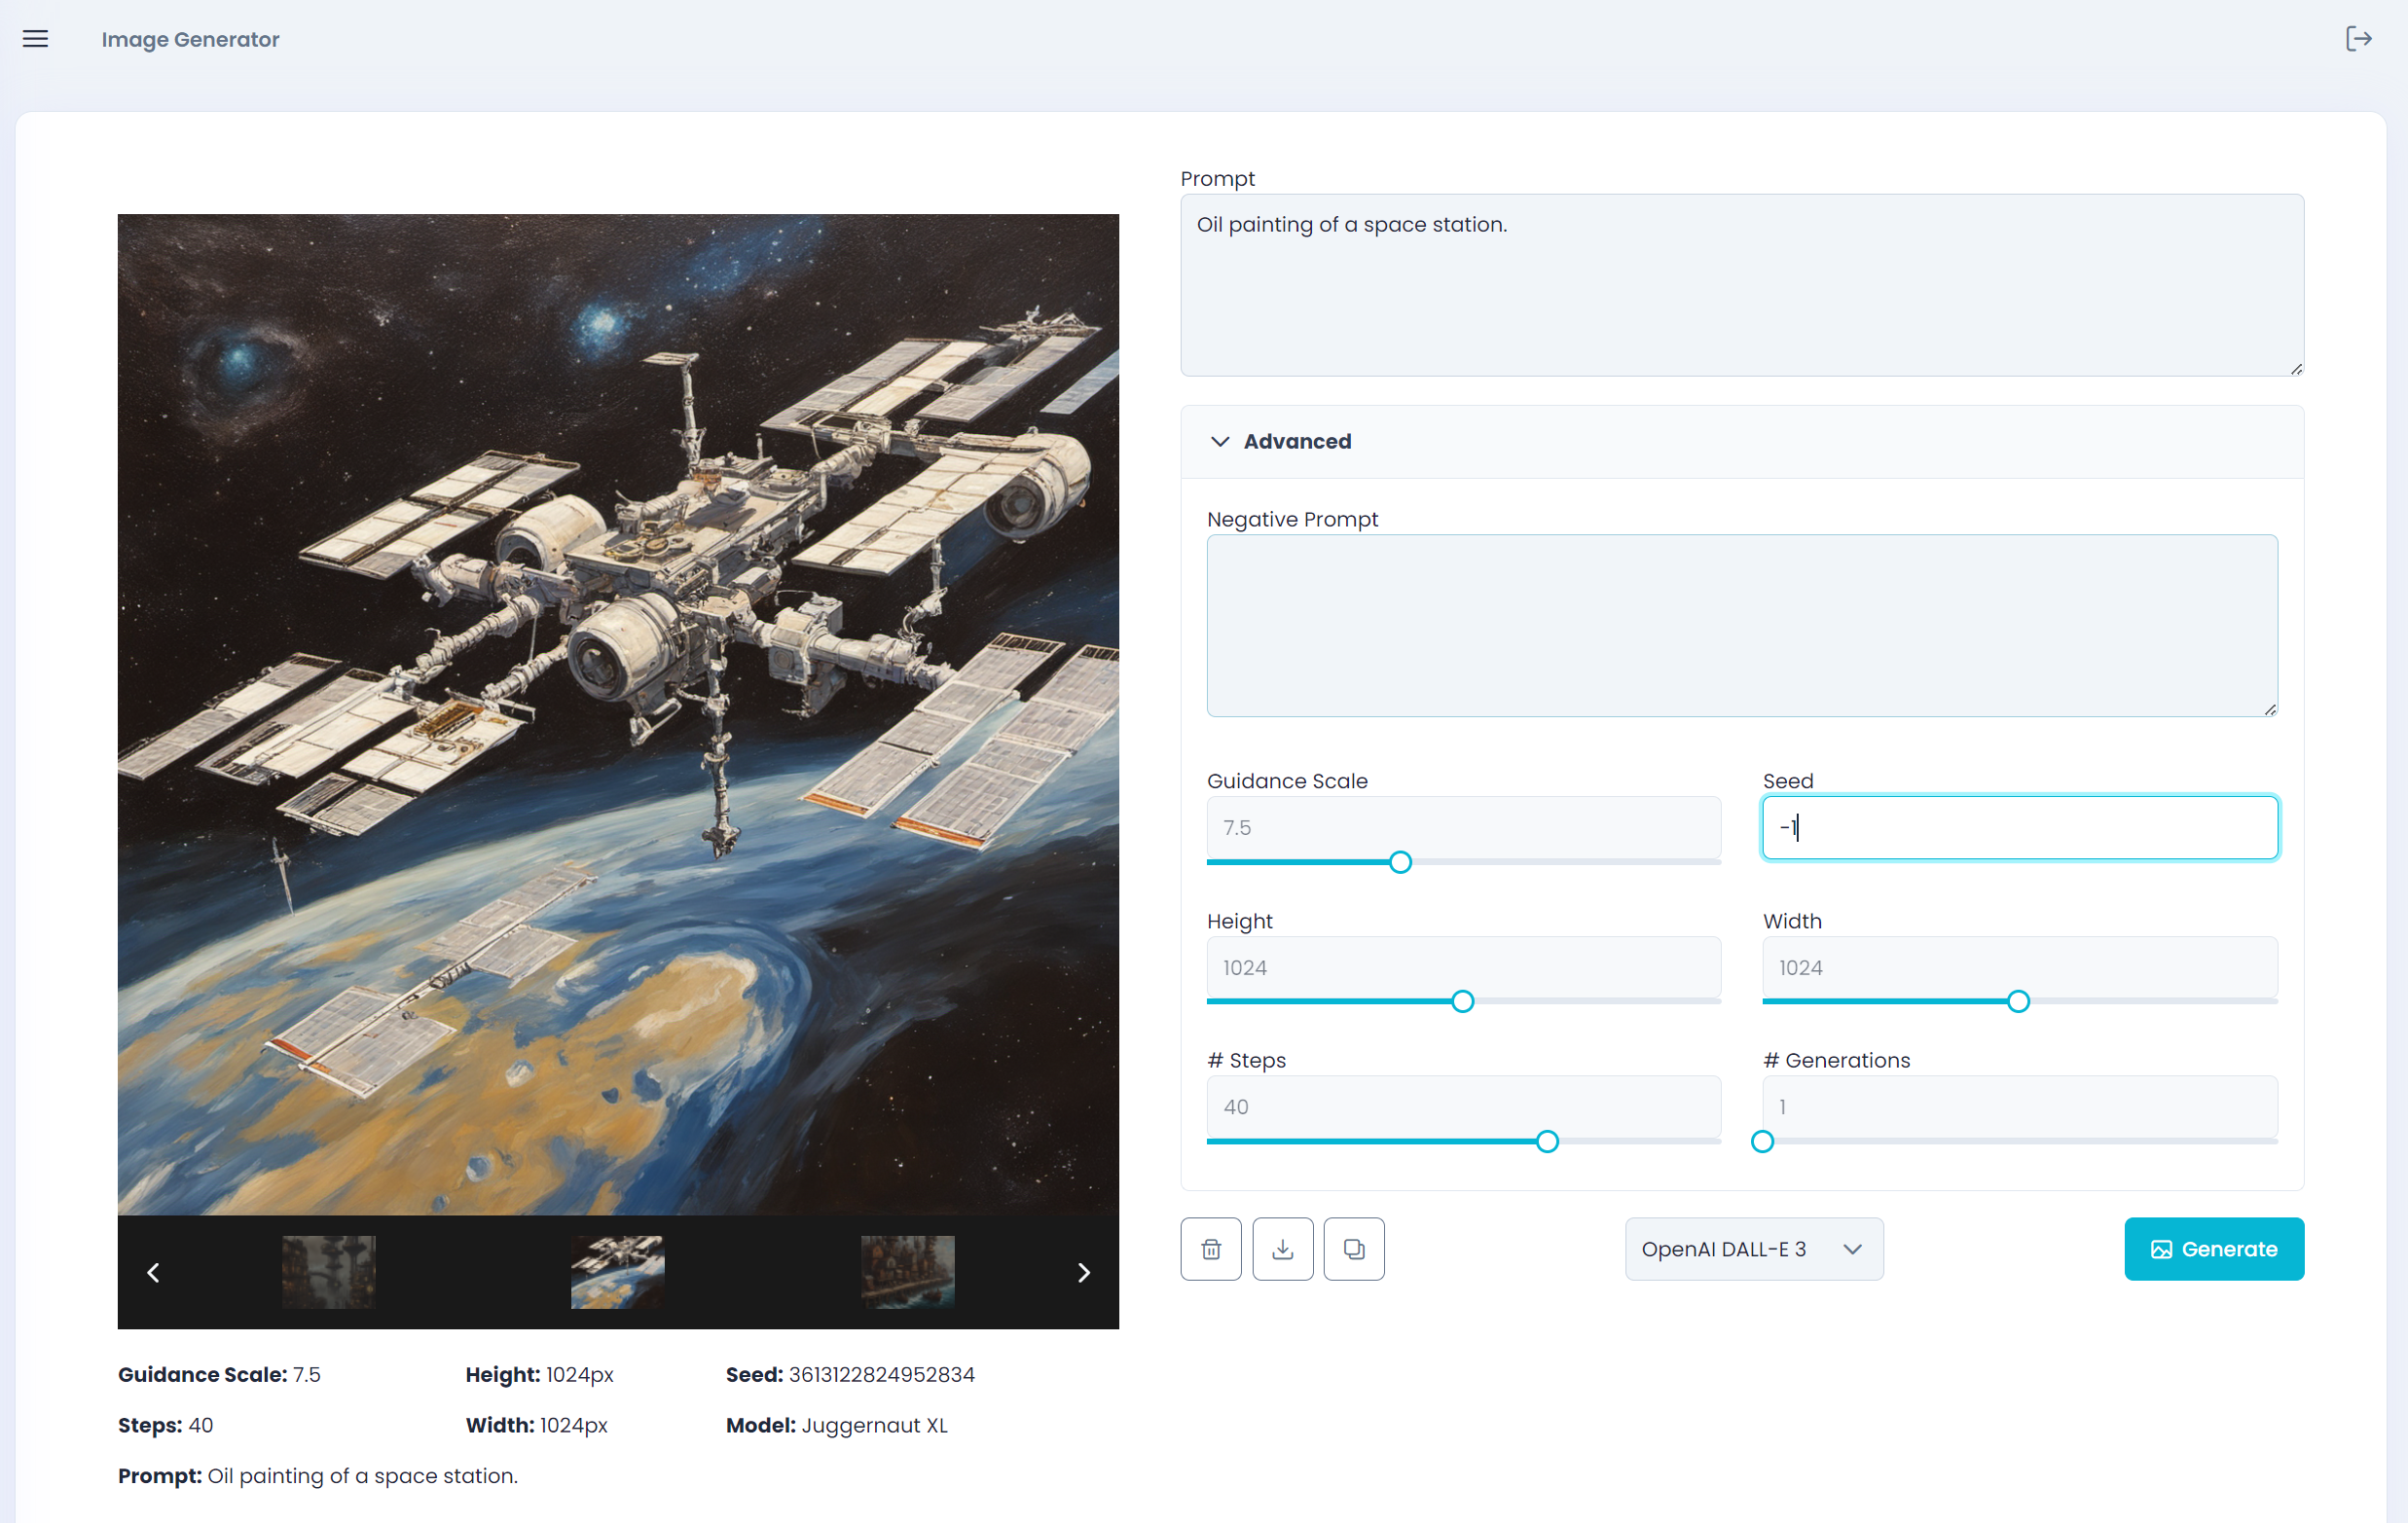 Image Generator
Prompt
Oil painting of a space station.
Advanced
Negative Prompt
Guidance Scale
7.5
Seed
-1
Height
1024
Width
1024
# Steps
40
# Generations
1
OpenAI DALL-E 3
Generate
Guidance Scale: 7.5
Height: 1024px
Seed: 3613122824952834
Steps: 40
Width: 1024px
Model: Juggernaut XL
Prompt: Oil painting of a space station.